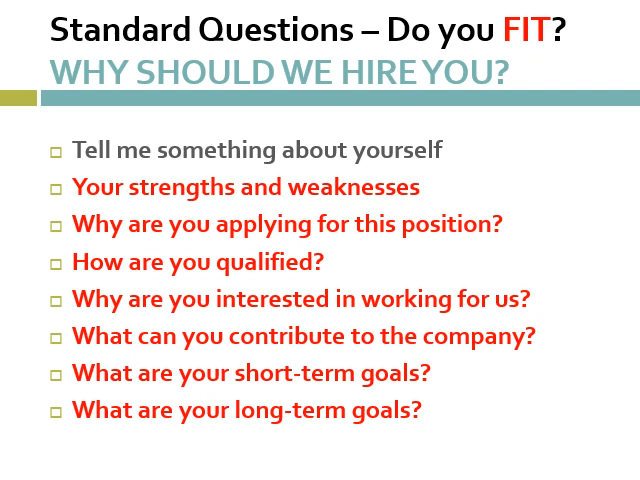 Standard Questions – Do you FIT?
WHY SHOULD WE HIRE YOU?
Tell me something about yourself
Your strengths and weaknesses
Why are you applying for this position?
How are you qualified?
Why are you interested in working for us?
What can you contribute to the company?
What are your short-term goals?
What are your long-term goals?